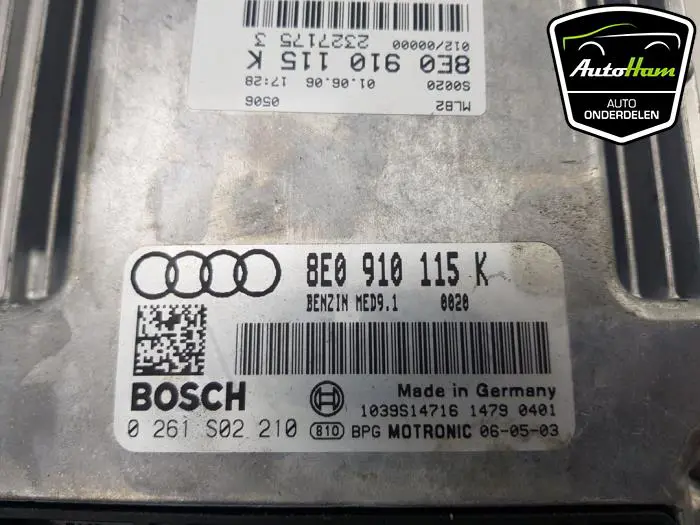 012/00000
2327175 3
8E0 910 115 K
S0020 01.06.06 17:28
MLB2 0506
AutoHam
AUTO
ONDERDELEN
8E0 910 115 K
BENZIN MED9.1 0020
BOSCH
Made in Germany
1039S14716 1479 0401
0 261 S02 210 810 BPG MOTRONIC 06-05-03